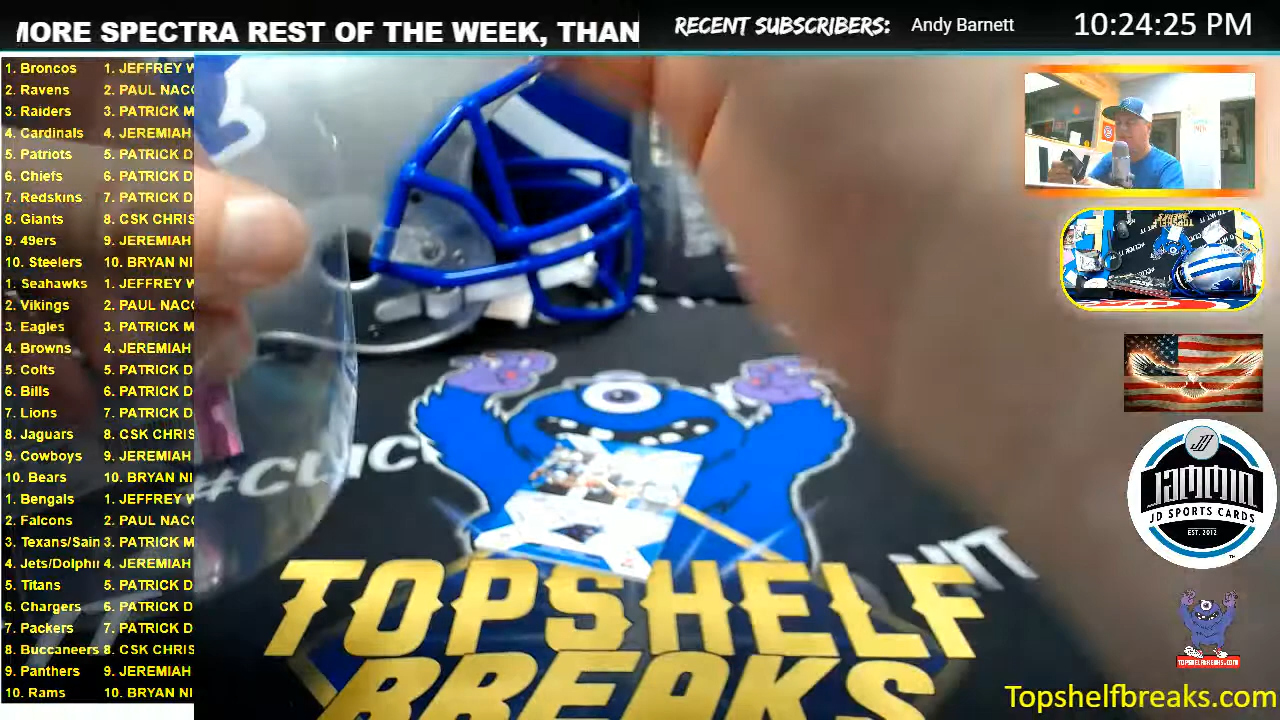 MORE SPECTRA REST OF THE WEEK, THAN
RECENT SUBSCRIBERS: Andy Barnett
10:24:25 PM
1. Broncos 1. JEFFREY W
2. Ravens 2. PAUL NACC
3. Raiders 3. PATRICK M
4. Cardinals 4. JEREMIAH
5. Patriots 5. PATRICK D
6. Chiefs 6. PATRICK D
7. Redskins 7. PATRICK D
8. Giants 8. CSK CHRIS
9. 49ers 9. JEREMIAH
10. Steelers 10. BRYAN NI
1. Seahawks 1. JEFFREY W
2. Vikings 2. PAUL NACC
3. Eagles 3. PATRICK M
4. Browns 4. JEREMIAH
5. Colts 5. PATRICK D
6. Bills 6. PATRICK D
7. Lions 7. PATRICK D
8. Jaguars 8. CSK CHRIS
9. Cowboys 9. JEREMIAH
10. Bears 10. BRYAN NI
1. Bengals 1. JEFFREY W
2. Falcons 2. PAUL NACC
3. Texans/Sain 3. PATRICK M
4. Jets/Dolphi 4. JEREMIAH
5. Titans 5. PATRICK D
6. Chargers 6. PATRICK D
7. Packers 7. PATRICK D
8. Buccaneers 8. CSK CHRIS
9. Panthers 9. JEREMIAH
10. Rams 10. BRYAN NI
#CLICK
HIT
TOPSHELF
BREAKS
JAMMIN
JD SPORTS CARDS
EST. 2012
TOPSHELFBREAKS.COM
Topshelfbreaks.com